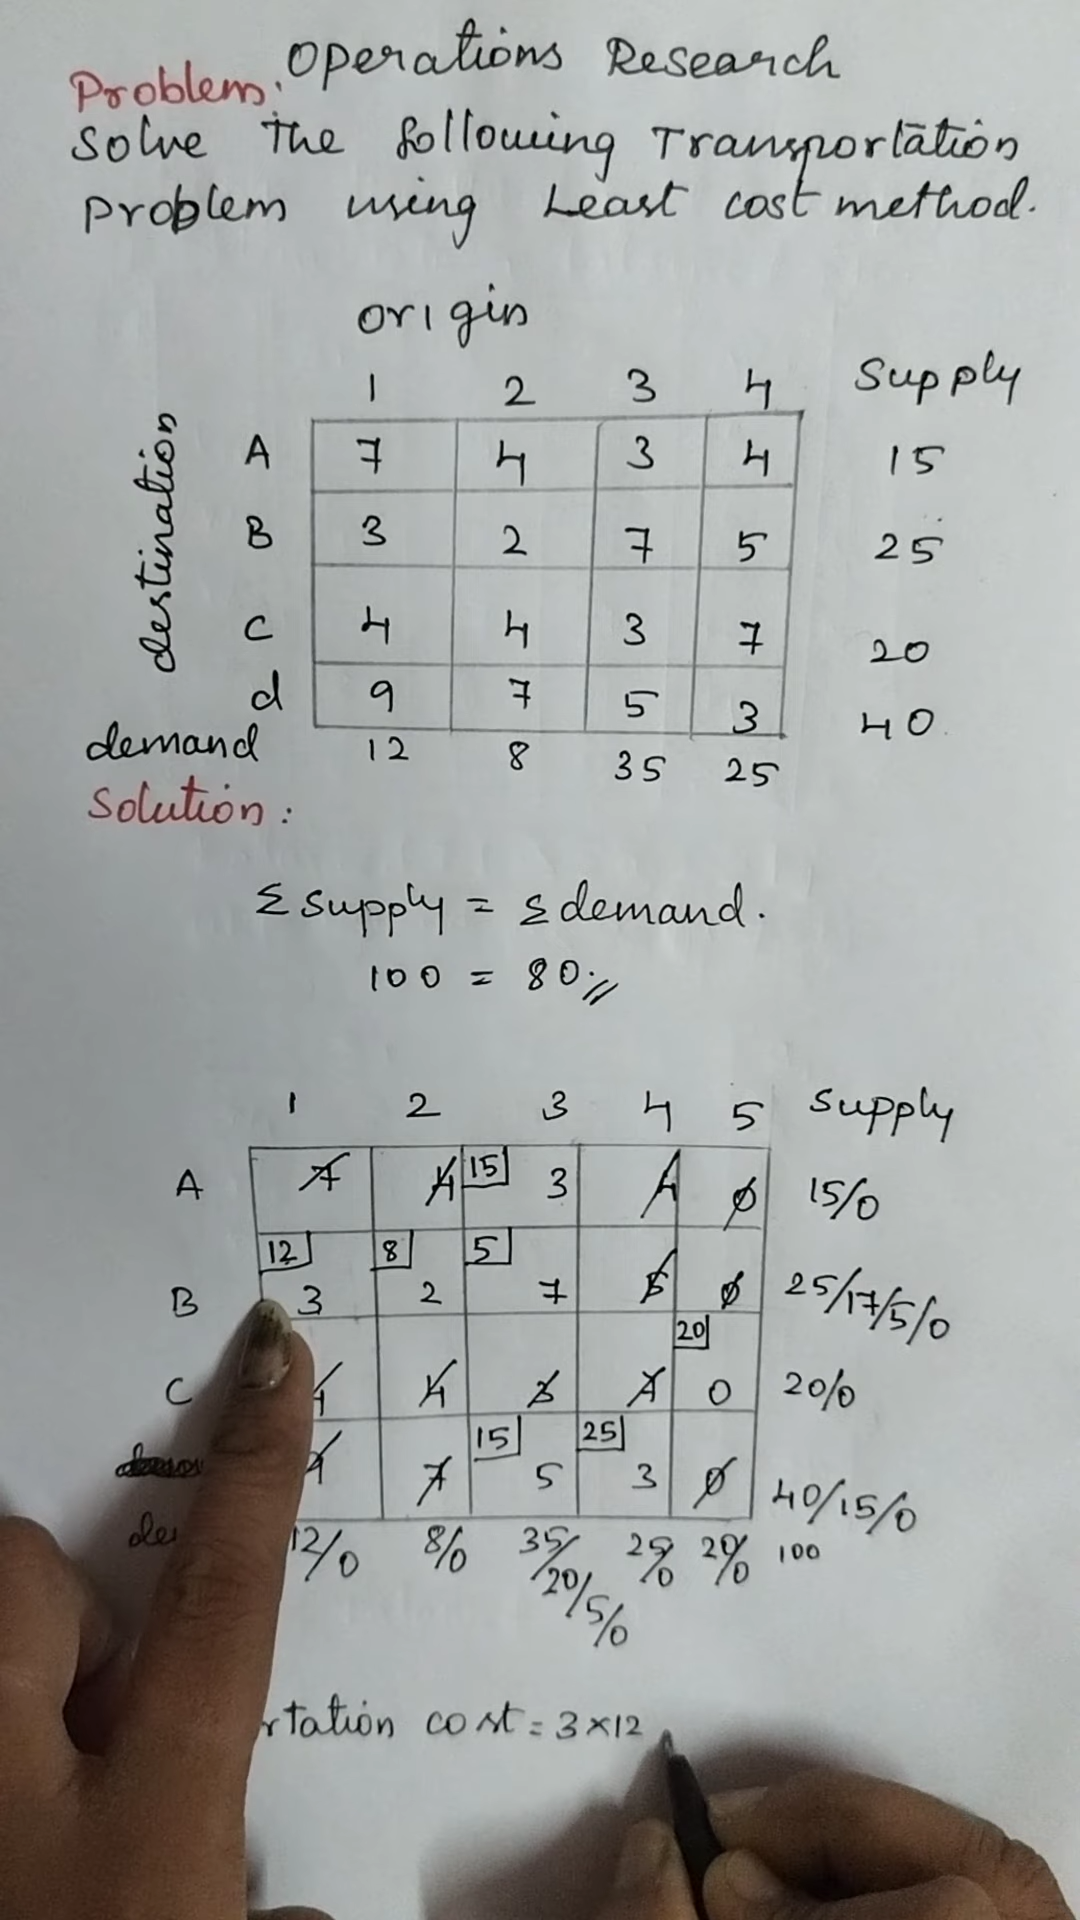 Operations Research
Problem:
Solve The following Transportation
Problem using Least cost method.
origin
1 2 3 4 Supply
destination
A 7 4 3 4 15
B 3 2 7 5 25
C 4 4 3 7 20
d 9 7 5 3 40
demand 12 8 35 25
Solution:
Σ Supply = Σ demand.
100 = 80.
1 2 3 4 5 Supply
A 7 4 15 3 4 0 15/0
B 12 3 8 2 5 7 5 0 25/17/5/0
C 4 4 3 7 20 0 20/0
7 15 5 25 3 0 40/15/0
12/0 8/0 35/20/5/0 25/0 20/0 100
cost = 3×12